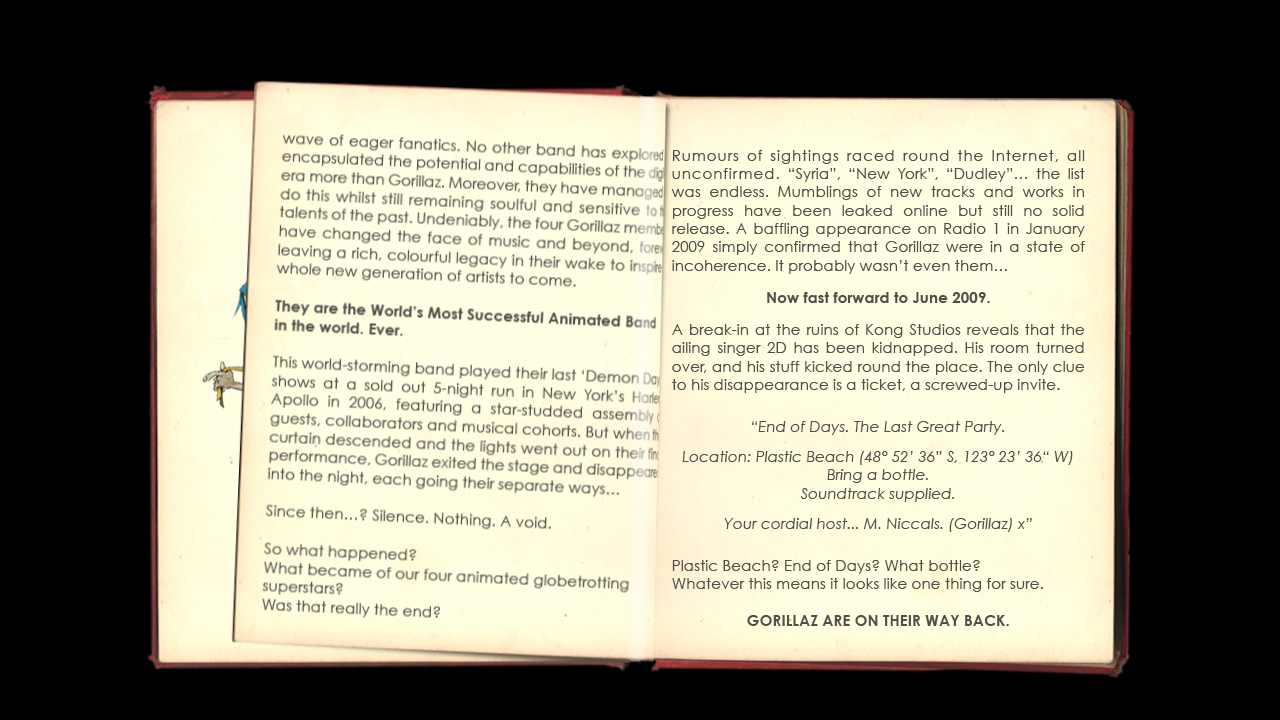 wave of eager fanatics. No other band has explored
encapsulated the potential and capabilities of the
era more than Gorillaz. Moreover, they have managed
do this whilst still remaining soulful and sensitive to
talents of the past. Undeniably, the four Gorillaz
have changed the face of music and beyond,
leaving a rich, colourful legacy in their wake to inspire
whole new generation of artists to come.
They are the World's Most Successful Animated Band
in the world. Ever.
This world-storming band played their last ‘Demon
shows at a sold out 5-night run in New York's
Apollo in 2006, featuring a star-studded assembly
guests, collaborators and musical cohorts. But when
curtain descended and the lights went out on their
performance, Gorillaz exited the stage and disappeared
into the night, each going their separate ways...
Since then...? Silence. Nothing. A void.
So what happened?
What became of our four animated globetrotting
superstars?
Was that really the end?
Rumours of sightings raced round the Internet, all
unconfirmed. “Syria”, “New York”, “Dudley”... the list
was endless. Mumblings of new tracks and works in
progress have been leaked online but still no solid
release. A baffling appearance on Radio 1 in January
2009 simply confirmed that Gorillaz were in a state of
incoherence. It probably wasn't even them...
Now fast forward to June 2009.
A break-in at the ruins of Kong Studios reveals that the
ailing singer 2D has been kidnapped. His room turned
over, and his stuff kicked round the place. The only clue
to his disappearance is a ticket, a screwed-up invite.
“End of Days. The Last Great Party.
Location: Plastic Beach (48º 52’ 36” S, 123º 23’ 36“ W)
Bring a bottle.
Soundtrack supplied.
Your cordial host... M. Niccals. (Gorillaz) x”
Plastic Beach? End of Days? What bottle?
Whatever this means it looks like one thing for sure.
GORILLAZ ARE ON THEIR WAY BACK.